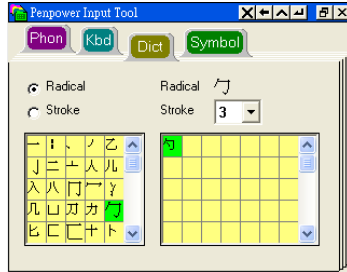 Penpower Input Tool
Phon Kbd Dict Symbol
Radical Radical 勹
Stroke Stroke 3
一 丨 丶 丿 乙 勺
亅 二 亠 人 儿
入 八 冂 冖 冫
几 凵 刀 力 勹
匕 匚 匸 十 卜